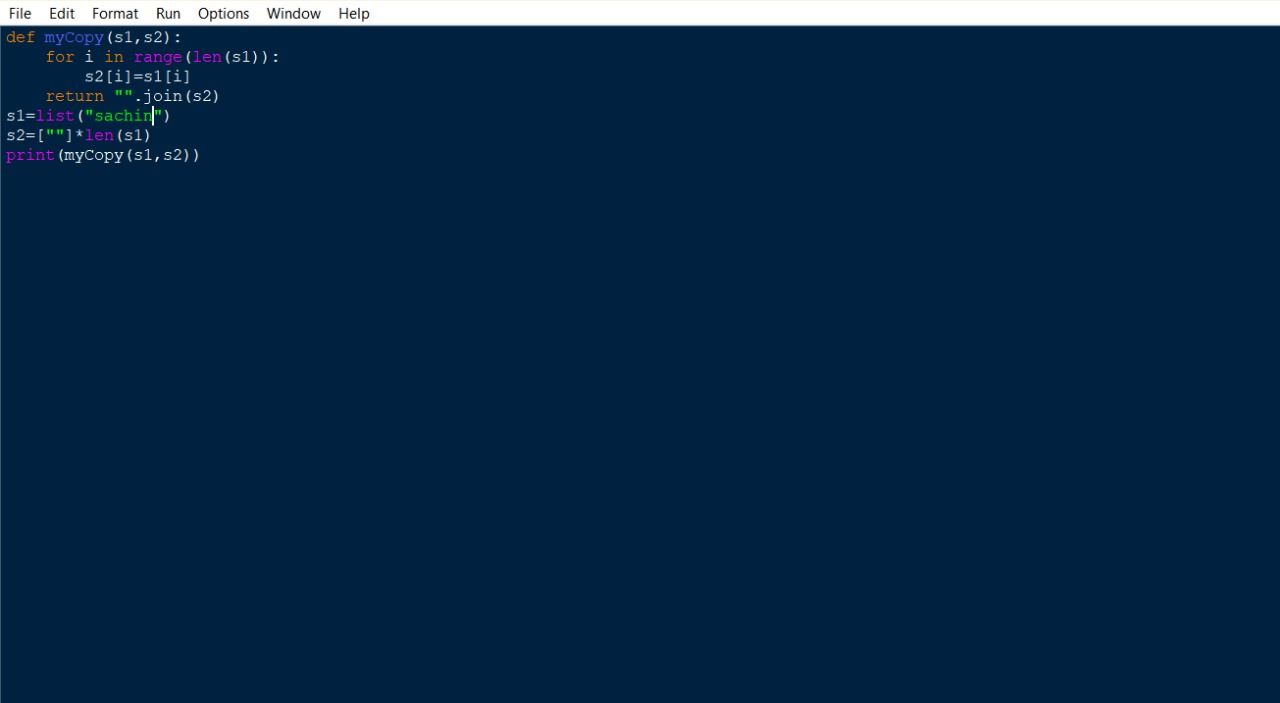 File Edit Format Run Options Window Help
def myCopy(s1,s2):
    for i in range(len(s1)):
        s2[i]=s1[i]
    return "".join(s2)
s1=list("sachin")
s2=[""]*len(s1)
print(myCopy(s1,s2))